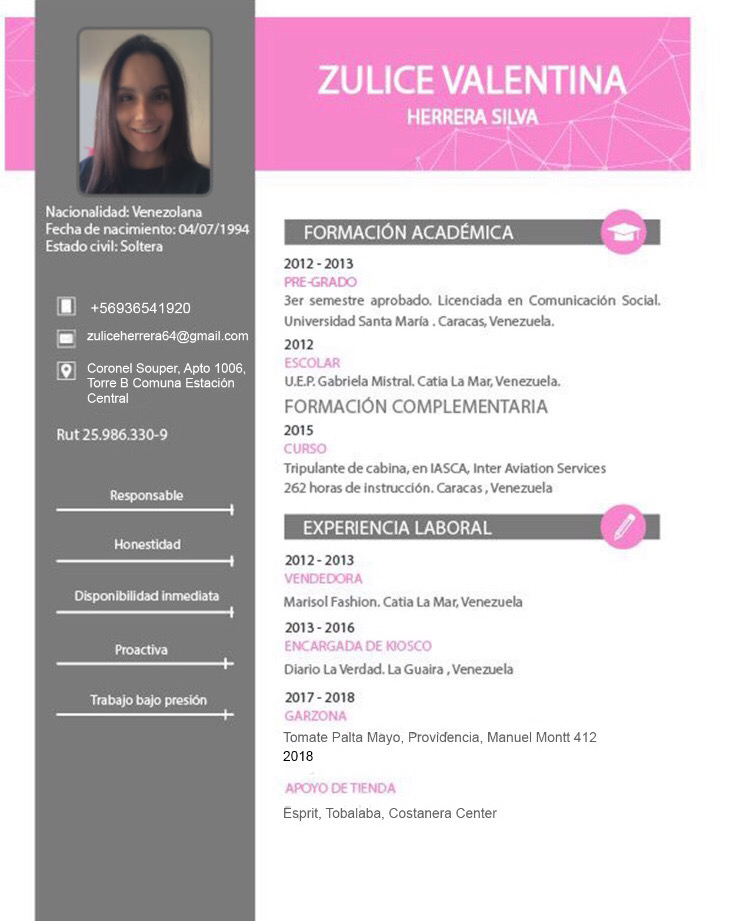 ZULICE VALENTINA
HERRERA SILVA
Nacionalidad: Venezolana
Fecha de nacimiento: 04/07/1994
Estado civil: Soltera
+56936541920
zuliceherrera64@gmail.com
Coronel Souper, Apto 1006,
Torre B Comuna Estación
Central
Rut 25.986.330-9
Responsable
Honestidad
Disponibilidad inmediata
Proactiva
Trabajo bajo presión
FORMACIÓN ACADÉMICA
2012 - 2013
PRE-GRADO
3er semestre aprobado. Licenciada en Comunicación Social.
Universidad Santa María . Caracas, Venezuela.
2012
ESCOLAR
U.E.P. Gabriela Mistral. Catia La Mar, Venezuela.
FORMACIÓN COMPLEMENTARIA
2015
CURSO
Tripulante de cabina, en IASCA, Inter Aviation Services
262 horas de instrucción. Caracas , Venezuela
EXPERIENCIA LABORAL
2012 - 2013
VENDEDORA
Marisol Fashion. Catia La Mar, Venezuela
2013 - 2016
ENCARGADA DE KIOSCO
Diario La Verdad. La Guaira , Venezuela
2017 - 2018
GARZONA
Tomate Palta Mayo, Providencia, Manuel Montt 412
2018
APOYO DE TIENDA
Esprit, Tobalaba, Costanera Center